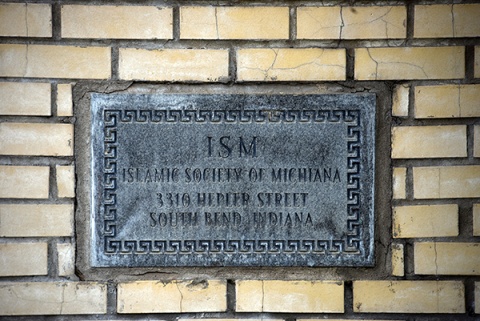 ISM
ISLAMIC SOCIETY OF MICHIANA
3310 HEPLER STREET
SOUTH BEND, INDIANA